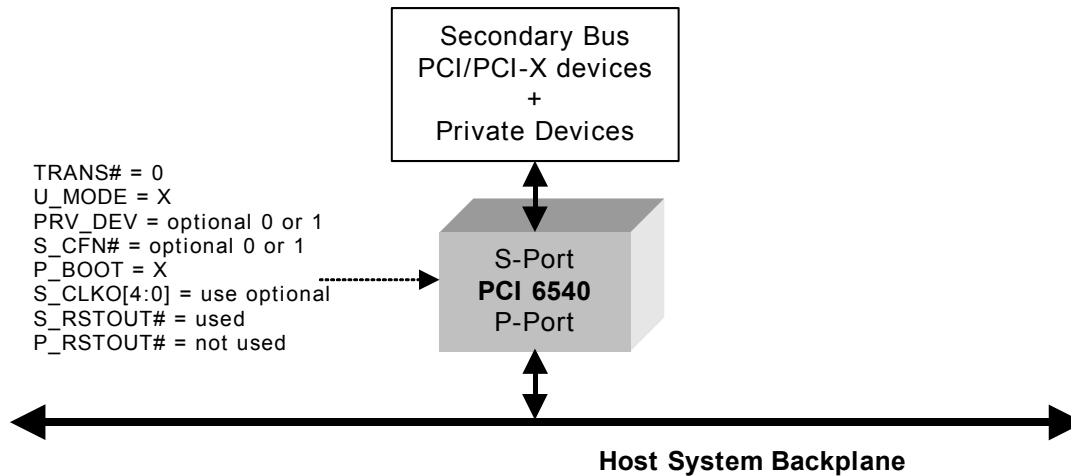 Secondary Bus
PCI/PCI-X devices
+
Private Devices
TRANS# = 0
U_MODE = X
PRV_DEV = optional 0 or 1
S_CFN# = optional 0 or 1
P_BOOT = X
S_CLKO[4:0] = use optional
S_RSTOUT# = used
P_RSTOUT# = not used
S-Port
PCI 6540
P-Port
Host System Backplane